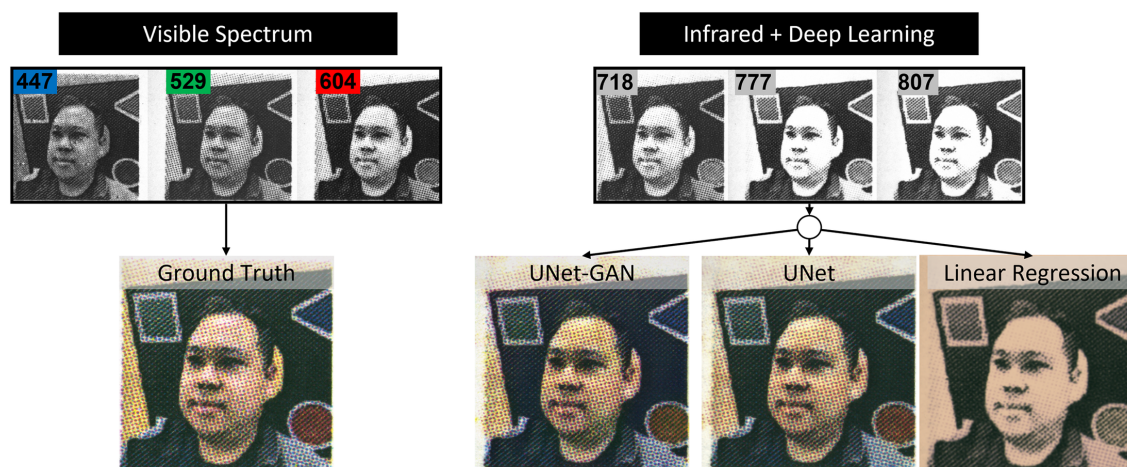 Visible Spectrum
447
529
604
Ground Truth
Infrared + Deep Learning
718
777
807
UNet-GAN
UNet
Linear Regression